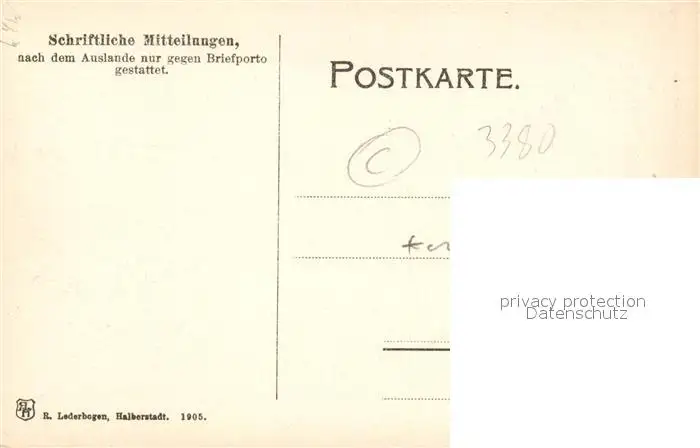 Schriftliche Mitteilungen,
nach dem Auslande nur gegen Briefporto
gestattet.
POSTKARTE.
C
3380
privacy protection
Datenschutz
R. Lederbogen, Halberstadt. 1905.